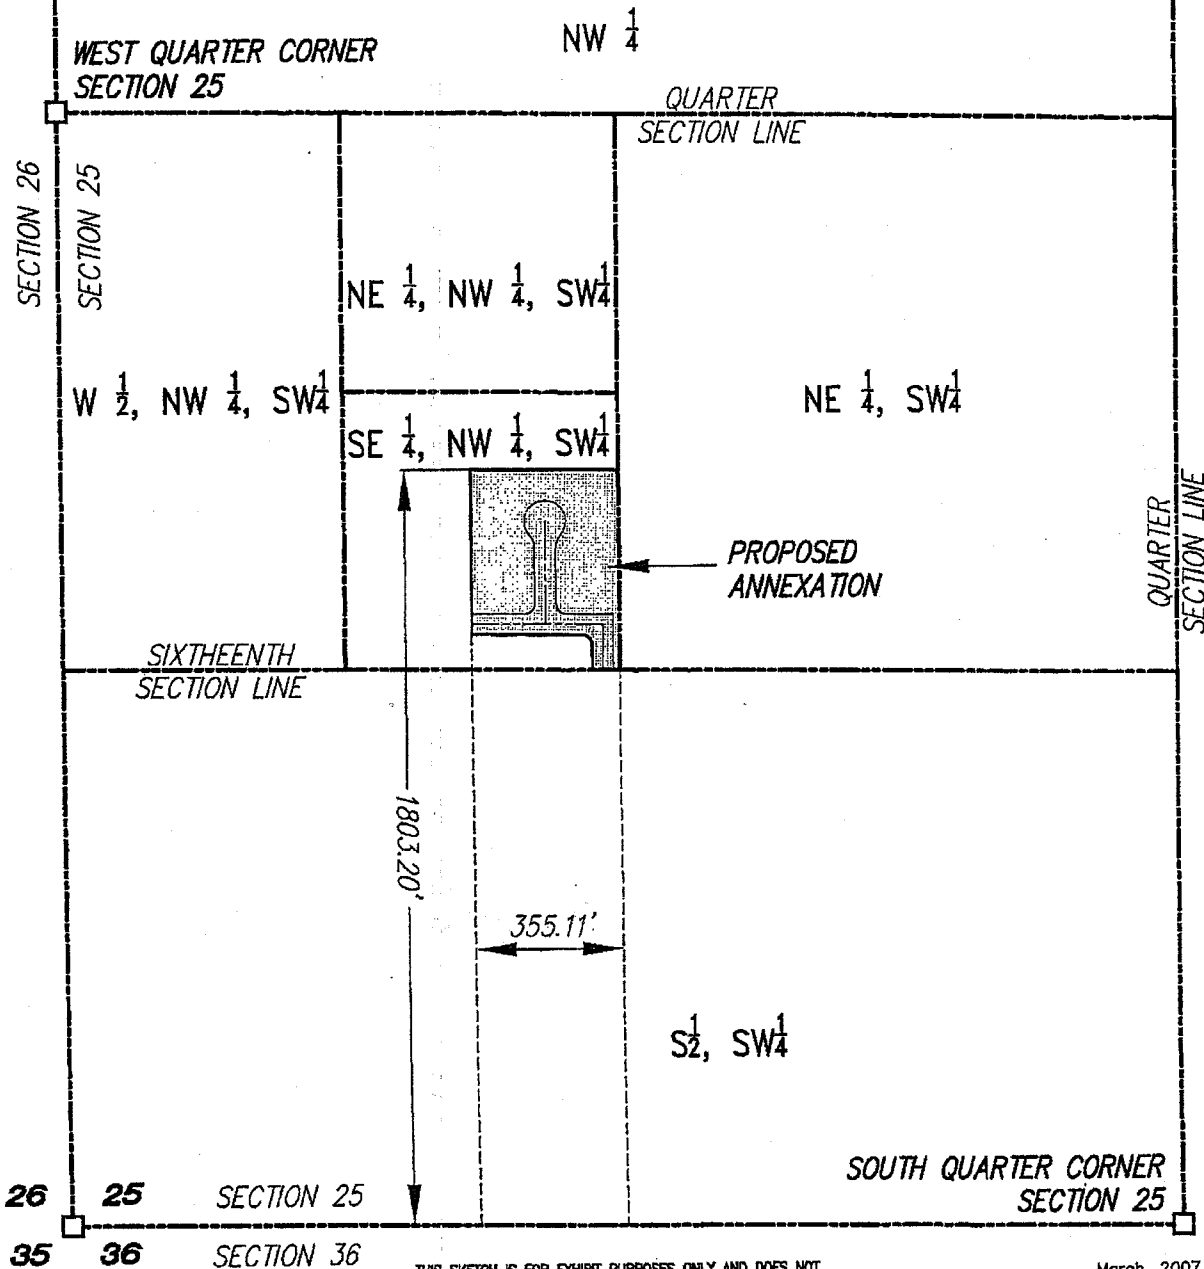 NW 1/4
WEST QUARTER CORNER
SECTION 25
QUARTER
SECTION LINE
SECTION 26
SECTION 25
NE 1/4, NW 1/4, SW1/4
W 1/2, NW 1/4, SW1/4
NE 1/4, SW1/4
SE 1/4, NW 1/4, SW1/4
QUARTER
SECTION LINE
PROPOSED
ANNEXATION
SIXTHEENTH
SECTION LINE
1803.20'
355.11'
S1/2, SW1/4
SOUTH QUARTER CORNER
SECTION 25
26 25 SECTION 25
35 36 SECTION 36
THIS SKETCH IS FOR EXHIBIT PURPOSES ONLY AND DOES NOT
March, 2007